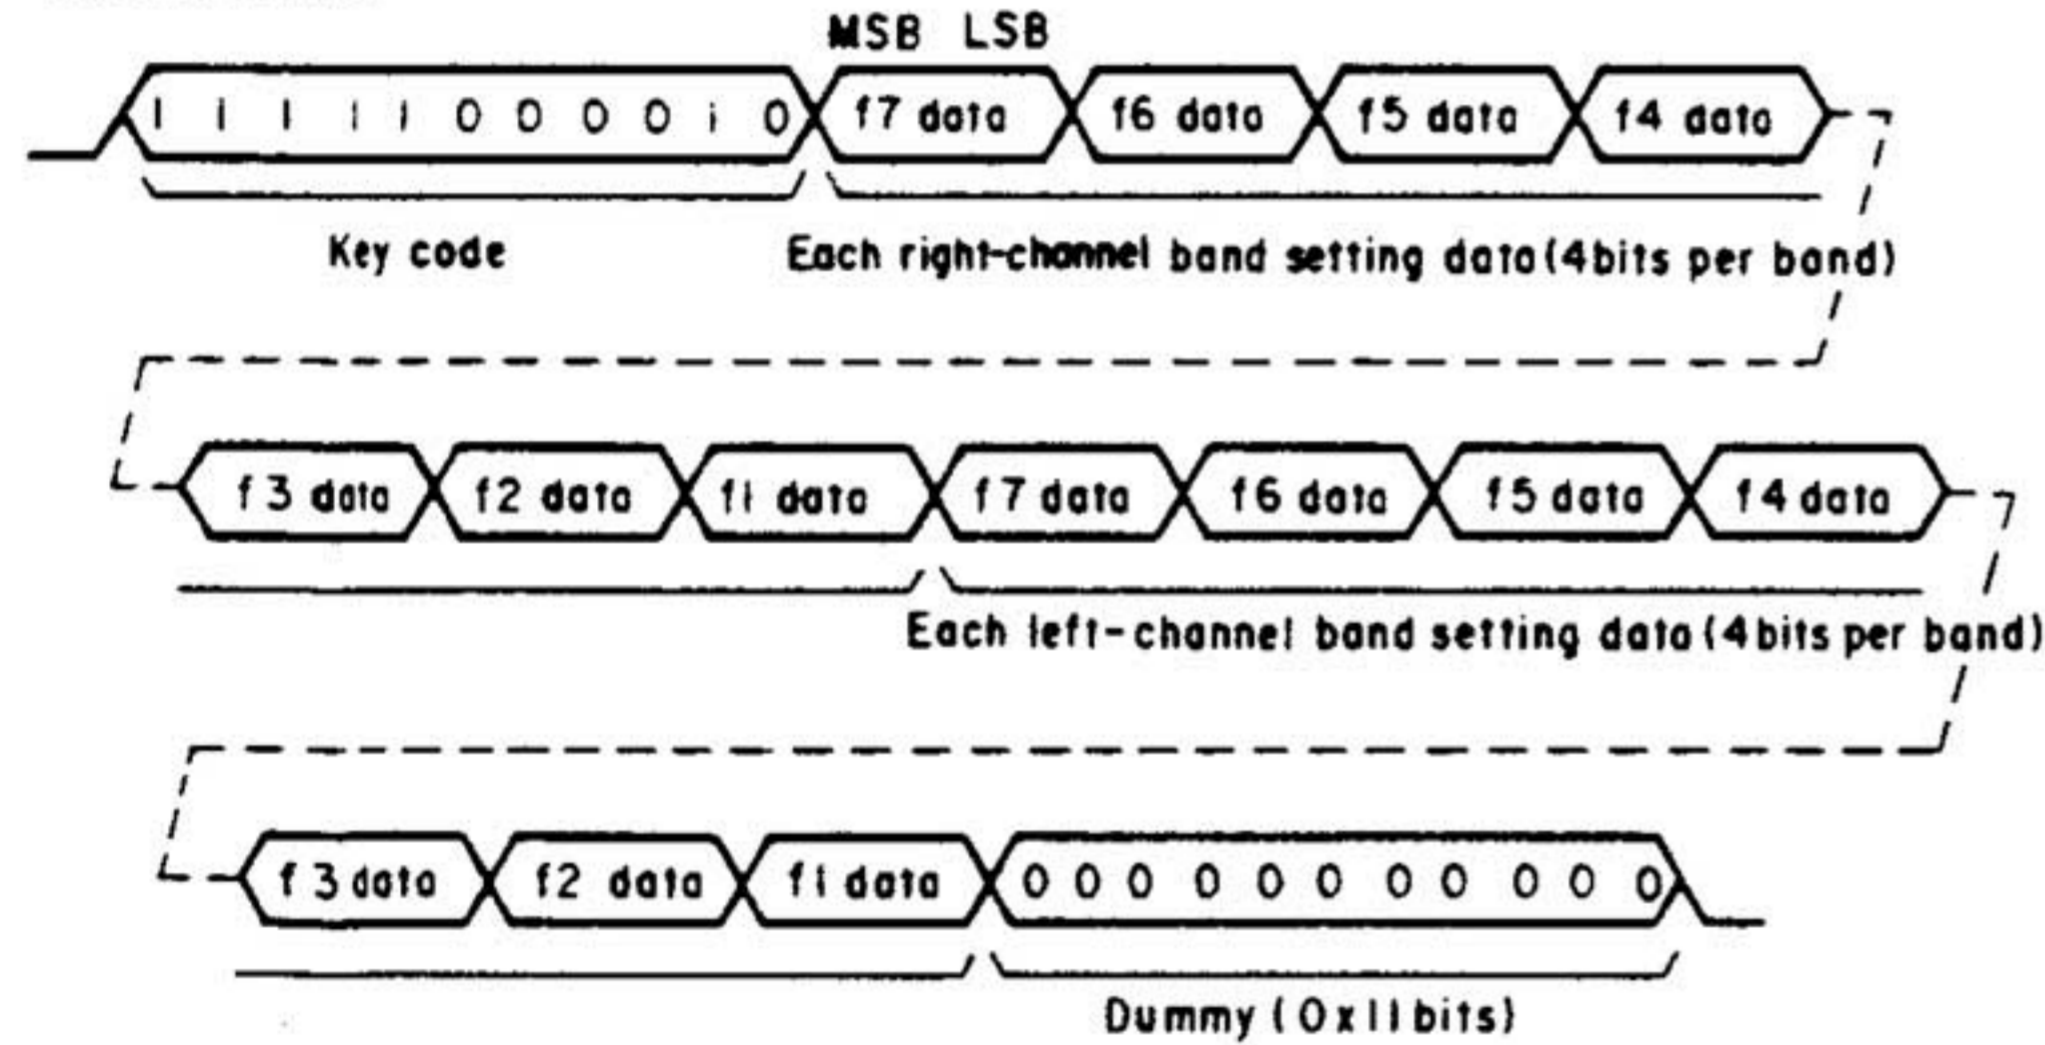 MSB LSB
1 1 1 1 1 0 0 0 0 1 0 f7 data f6 data f5 data f4 data
Key code Each right-channel band setting data (4bits per band)
f3 data f2 data f1 data f7 data f6 data f5 data f4 data
Each left-channel band setting data (4bits per band)
f3 data f2 data f1 data 0 0 0 0 0 0 0 0 0 0 0
Dummy (0x11bits)